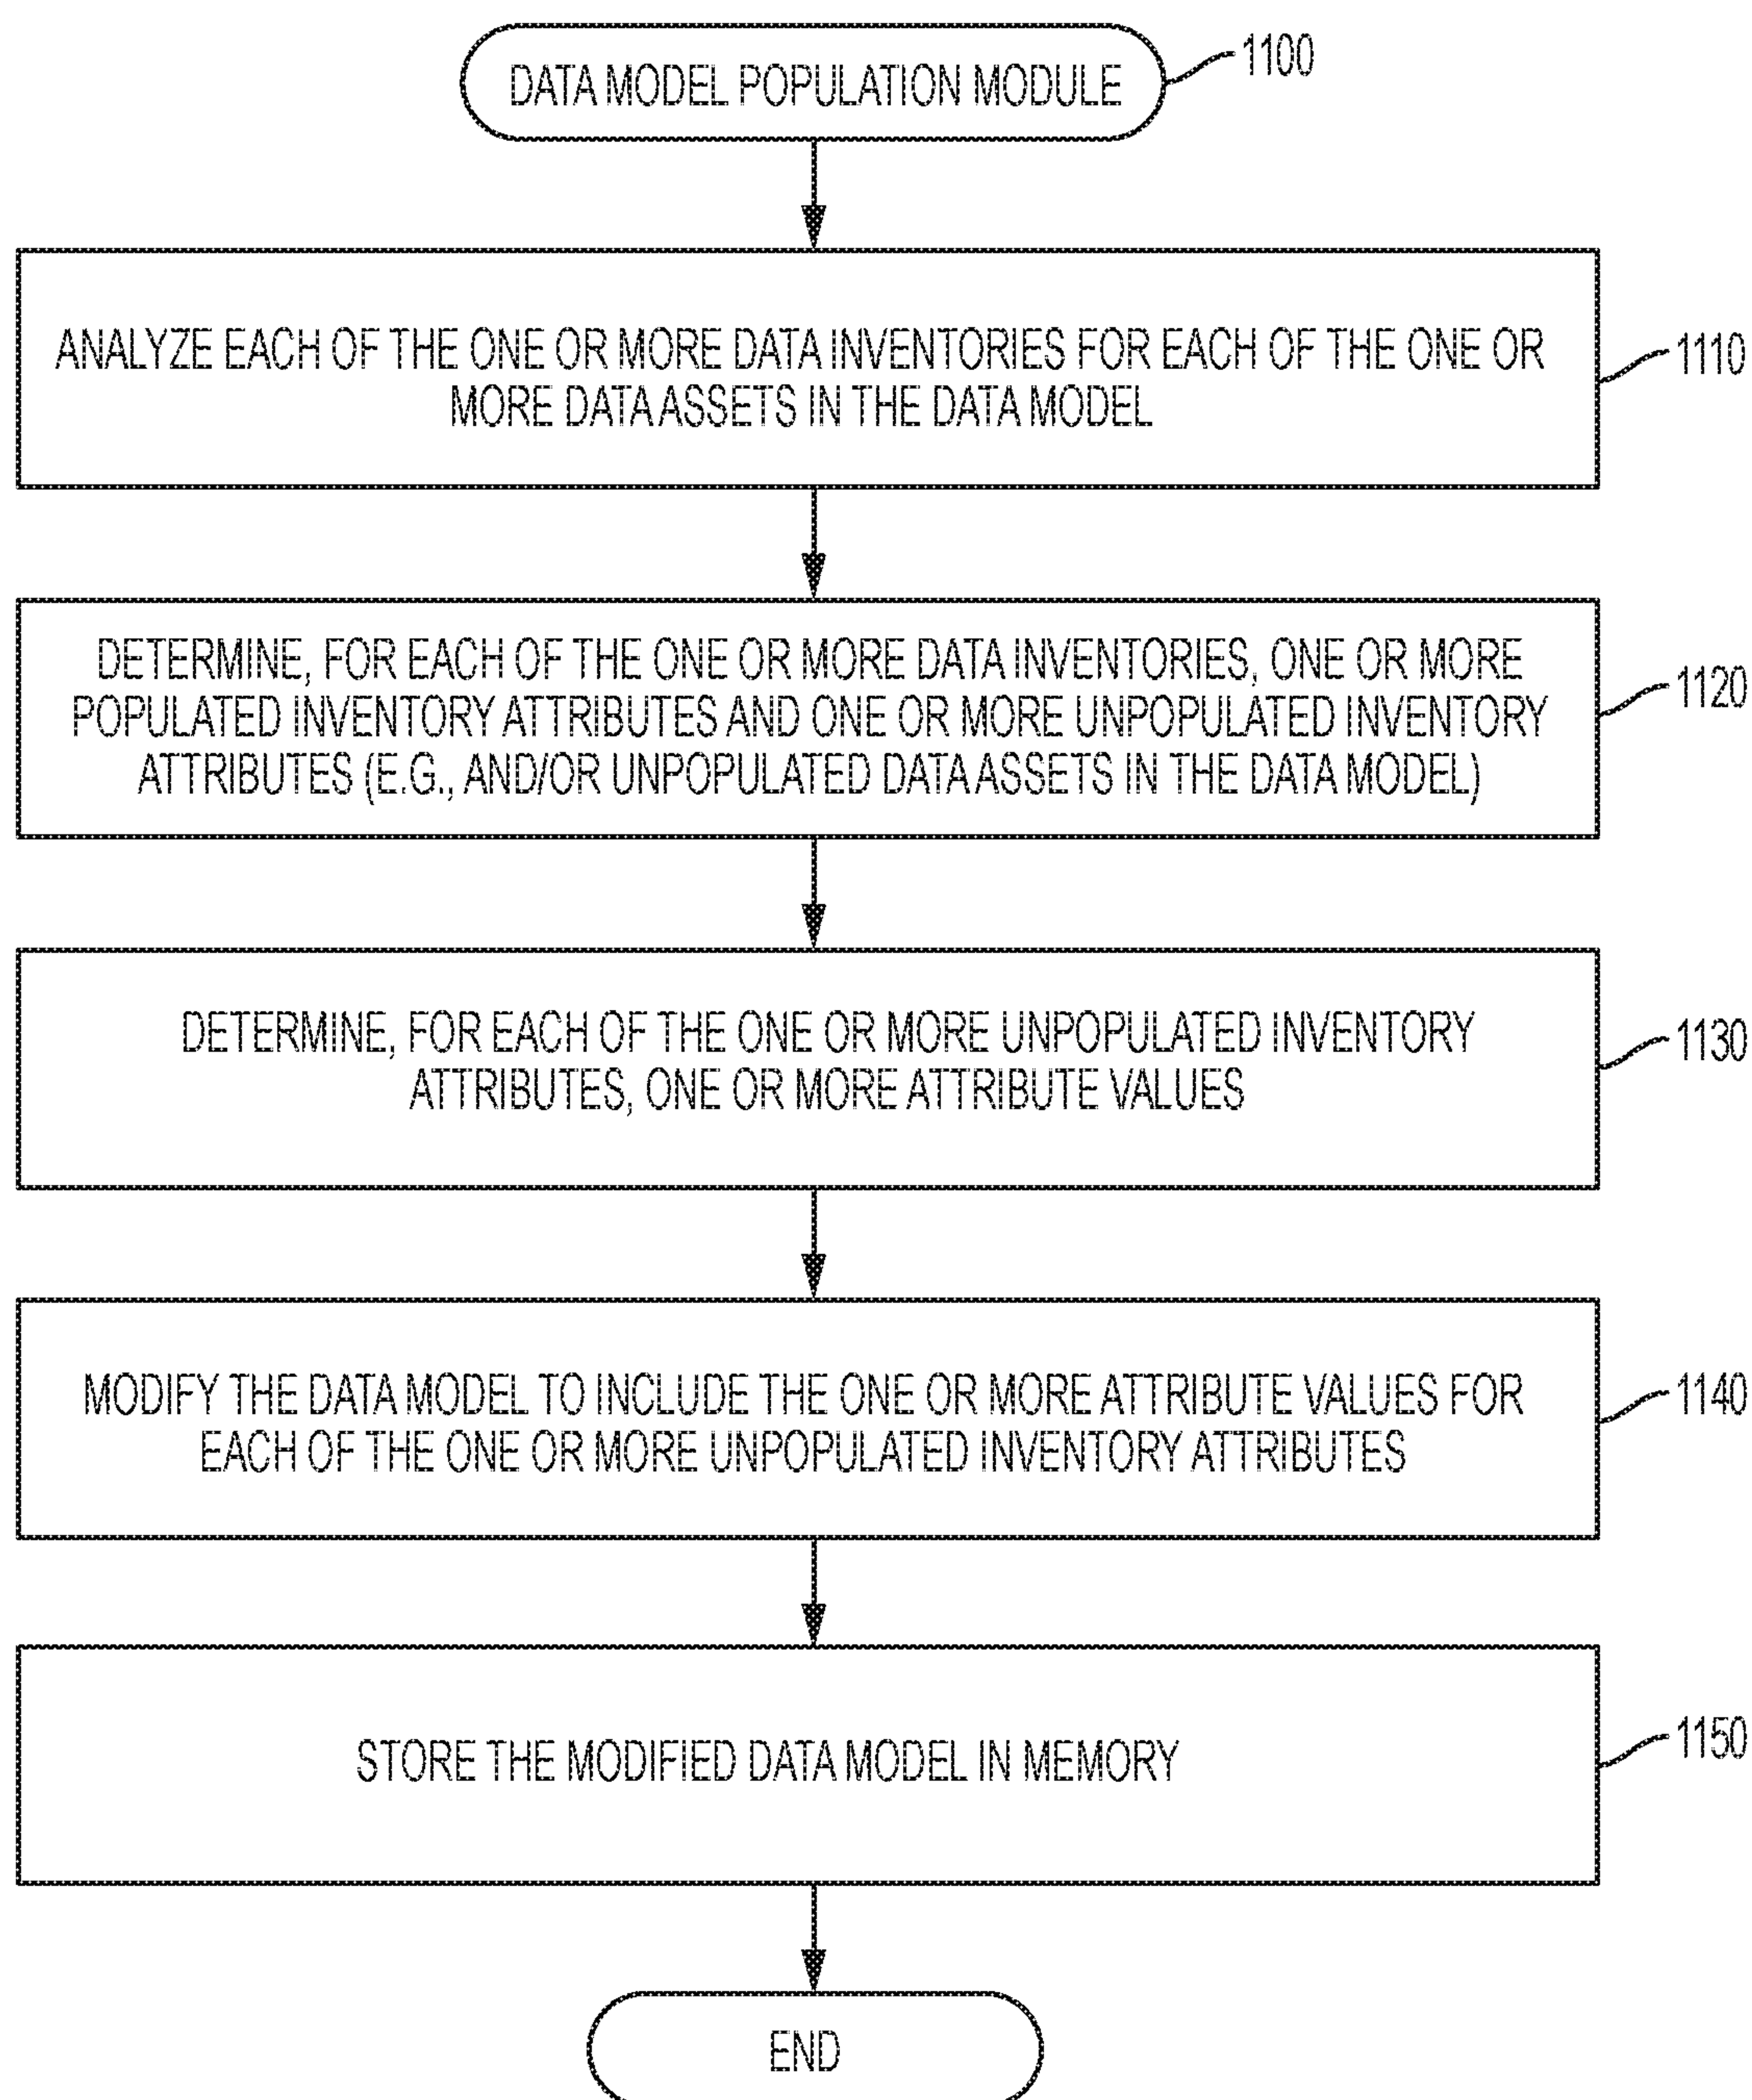 DATA MODEL POPULATION MODULE
1100
ANALYZE EACH OF THE ONE OR MORE DATA INVENTORIES FOR EACH OF THE ONE OR
MORE DATA ASSETS IN THE DATA MODEL
1110
DETERMINE, FOR EACH OF THE ONE OR MORE DATA INVENTORIES, ONE OR MORE
POPULATED INVENTORY ATTRIBUTES AND ONE OR MORE UNPOPULATED INVENTORY
ATTRIBUTES (E.G., AND/OR UNPOPULATED DATA ASSETS IN THE DATA MODEL)
1120
DETERMINE, FOR EACH OF THE ONE OR MORE UNPOPULATED INVENTORY
ATTRIBUTES, ONE OR MORE ATTRIBUTE VALUES
1130
MODIFY THE DATA MODEL TO INCLUDE THE ONE OR MORE ATTRIBUTE VALUES FOR
EACH OF THE ONE OR MORE UNPOPULATED INVENTORY ATTRIBUTES
1140
STORE THE MODIFIED DATA MODEL IN MEMORY
1150
END